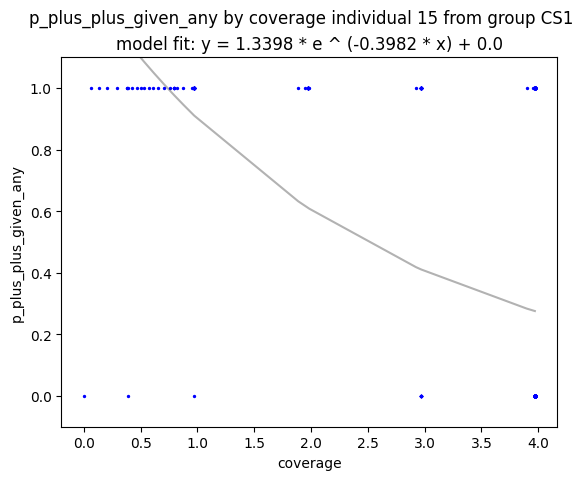 p_plus_plus_given_any by coverage individual 15 from group CS1
model fit: y = 1.3398 * e ^ (-0.3982 * x) + 0.0
1.0
0.8
0.6
0.4
0.2
0.0
p_plus_plus_given_any
0.0 0.5 1.0 1.5 2.0 2.5 3.0 3.5 4.0
coverage